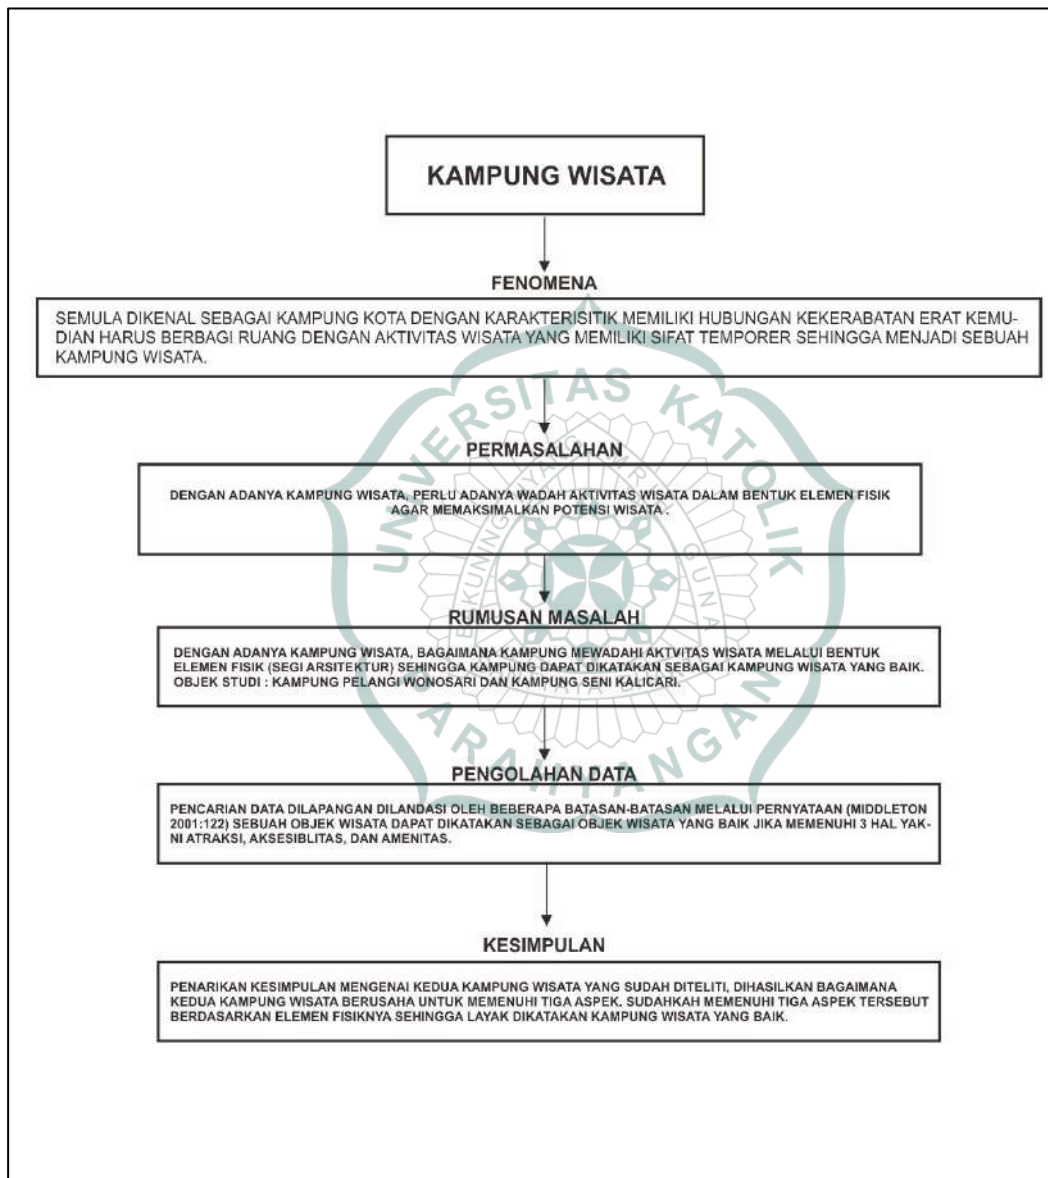 KAMPUNG WISATA
FENOMENA
SEMULA DIKENAL SEBAGAI KAMPUNG KOTA DENGAN KARAKTERISITIK MEMILIKI HUBUNGAN KEKERABATAN ERAT KEMU-
DIAN HARUS BERBAGI RUANG DENGAN AKTIVITAS WISATA YANG MEMILIKI SIFAT TEMPORER SEHINGGA MENJADI SEBUAH
KAMPUNG WISATA.
UNIVERSITAS KATOLIK
PERMASALAHAN
DENGAN ADANYA KAMPUNG WISATA, PERLU ADANYA WADAH AKTIVITAS WISATA DALAM BENTUK ELEMEN FISIK
AGAR MEMAKSIMALKAN POTENSI WISATA .
RUMUSAN MASALAH
DENGAN ADANYA KAMPUNG WISATA, BAGAIMANA KAMPUNG MEWADAHI AKTVITAS WISATA MELALUI BENTUK
ELEMEN FISIK (SEGI ARSITEKTUR) SEHINGGA KAMPUNG DAPAT DIKATAKAN SEBAGAI KAMPUNG WISATA YANG BAIK.
OBJEK STUDI : KAMPUNG PELANGI WONOSARI DAN KAMPUNG SENI KALICARI.
PARAHYANGAN
PENGOLAHAN DATA
PENCARIAN DATA DILAPANGAN DILANDASI OLEH BEBERAPA BATASAN-BATASAN MELALUI PERNYATAAN (MIDDLETON
2001:122) SEBUAH OBJEK WISATA DAPAT DIKATAKAN SEBAGAI OBJEK WISATA YANG BAIK JIKA MEMENUHI 3 HAL YAK-
NI ATRAKSI, AKSESIBLITAS, DAN AMENITAS.
KESIMPULAN
PENARIKAN KESIMPULAN MENGENAI KEDUA KAMPUNG WISATA YANG SUDAH DITELITI, DIHASILKAN BAGAIMANA
KEDUA KAMPUNG WISATA BERUSAHA UNTUK MEMENUHI TIGA ASPEK. SUDAHKAH MEMENUHI TIGA ASPEK TERSEBUT
BERDASARKAN ELEMEN FISIKNYA SEHINGGA LAYAK DIKATAKAN KAMPUNG WISATA YANG BAIK.